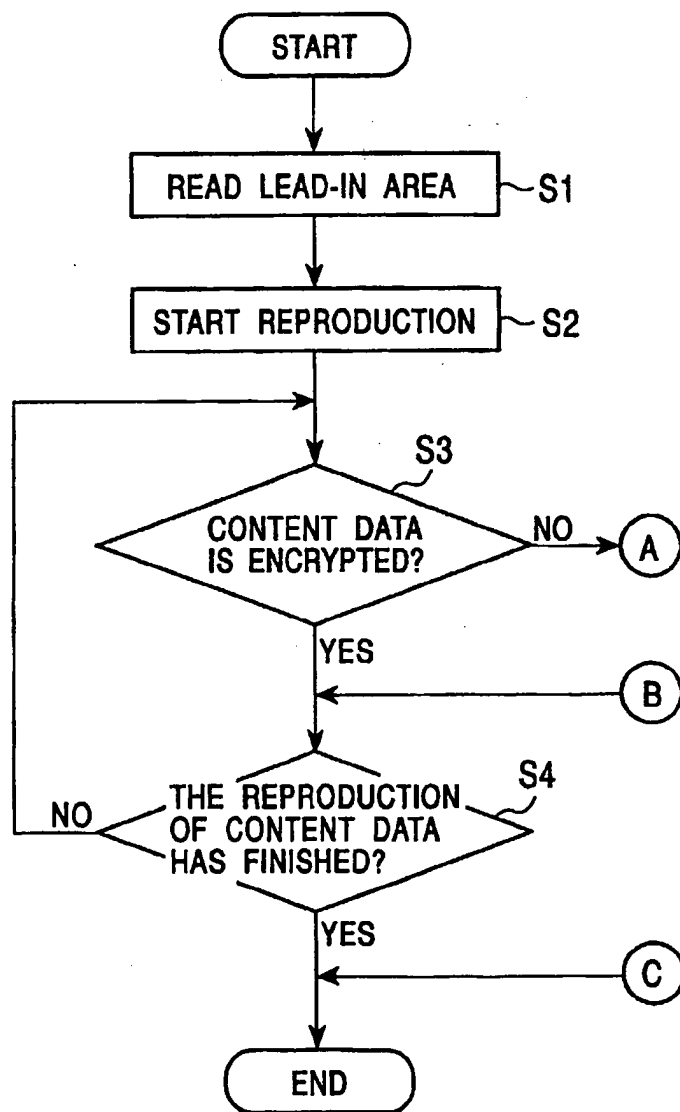 START
READ LEAD-IN AREA
S1
START REPRODUCTION
S2
S3
CONTENT DATA
IS ENCRYPTED?
NO
A
YES
B
S4
THE REPRODUCTION
OF CONTENT DATA
HAS FINISHED?
NO
YES
C
END